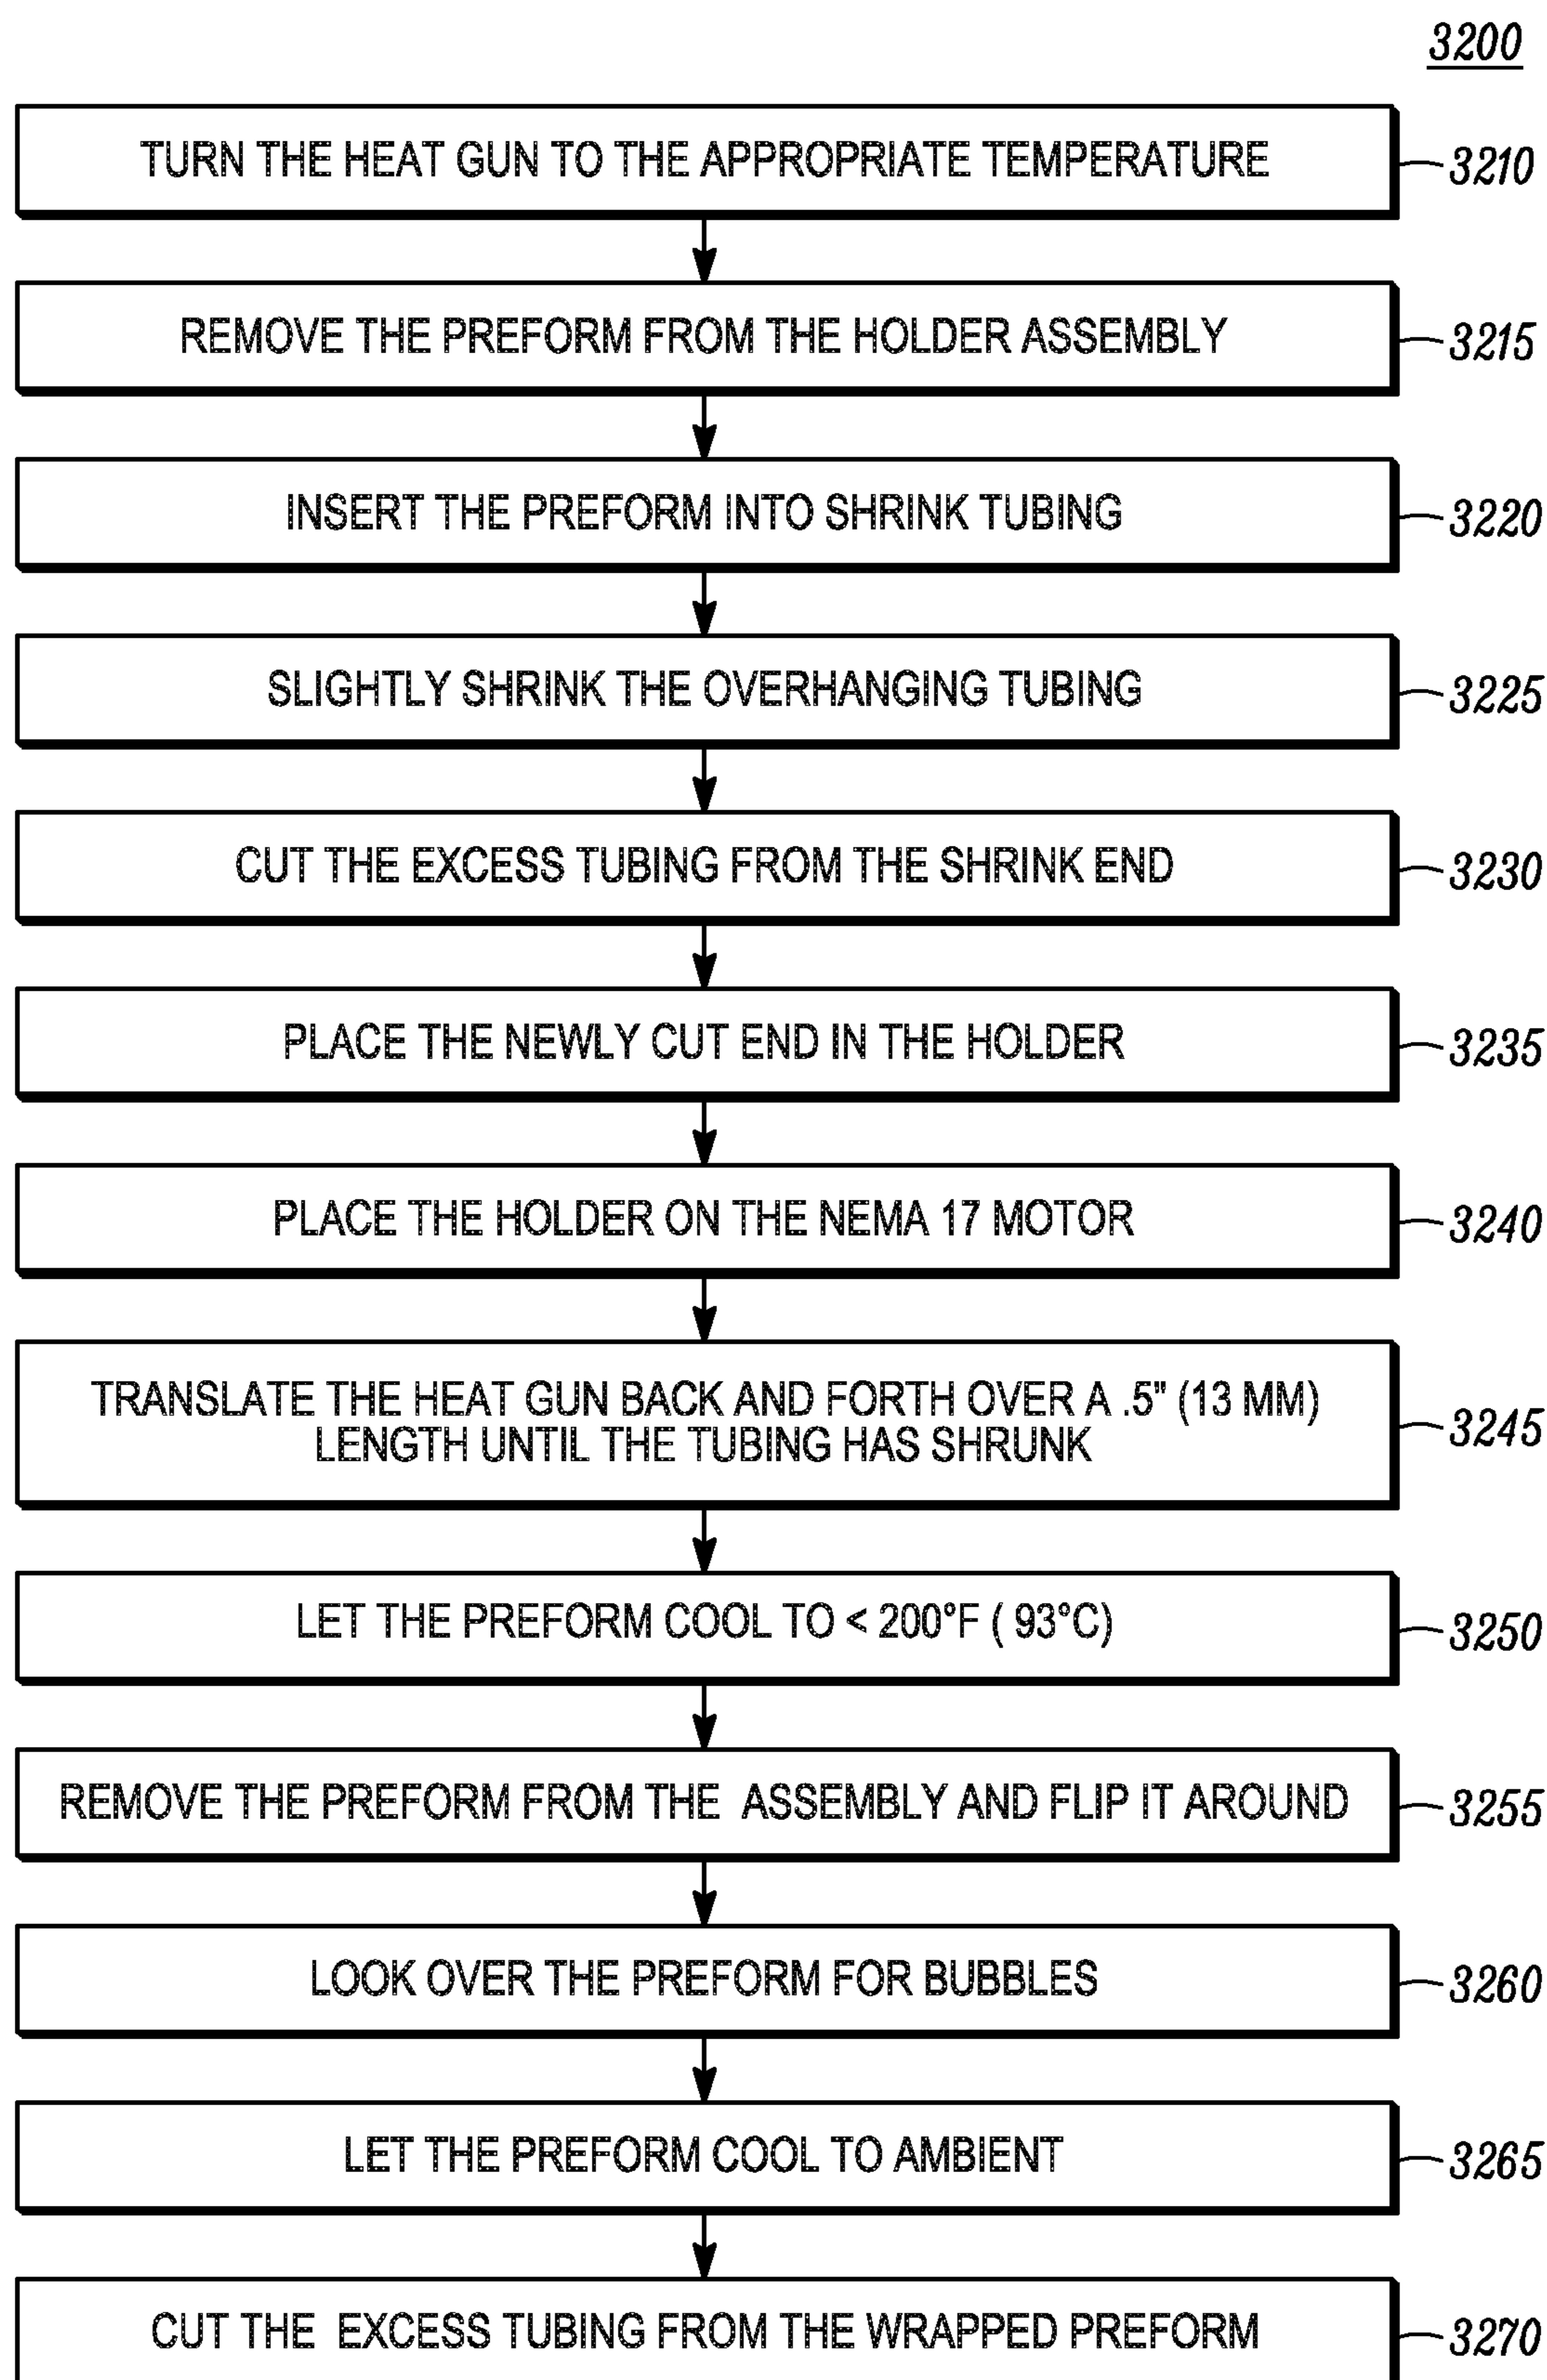 3200
TURN THE HEAT GUN TO THE APPROPRIATE TEMPERATURE
3210
REMOVE THE PREFORM FROM THE HOLDER ASSEMBLY
3215
INSERT THE PREFORM INTO SHRINK TUBING
3220
SLIGHTLY SHRINK THE OVERHANGING TUBING
3225
CUT THE EXCESS TUBING FROM THE SHRINK END
3230
PLACE THE NEWLY CUT END IN THE HOLDER
3235
PLACE THE HOLDER ON THE NEMA 17 MOTOR
3240
TRANSLATE THE HEAT GUN BACK AND FORTH OVER A .5" (13 MM)
LENGTH UNTIL THE TUBING HAS SHRUNK
3245
LET THE PREFORM COOL TO < 200°F ( 93°C)
3250
REMOVE THE PREFORM FROM THE ASSEMBLY AND FLIP IT AROUND
3255
LOOK OVER THE PREFORM FOR BUBBLES
3260
LET THE PREFORM COOL TO AMBIENT
3265
CUT THE EXCESS TUBING FROM THE WRAPPED PREFORM
3270